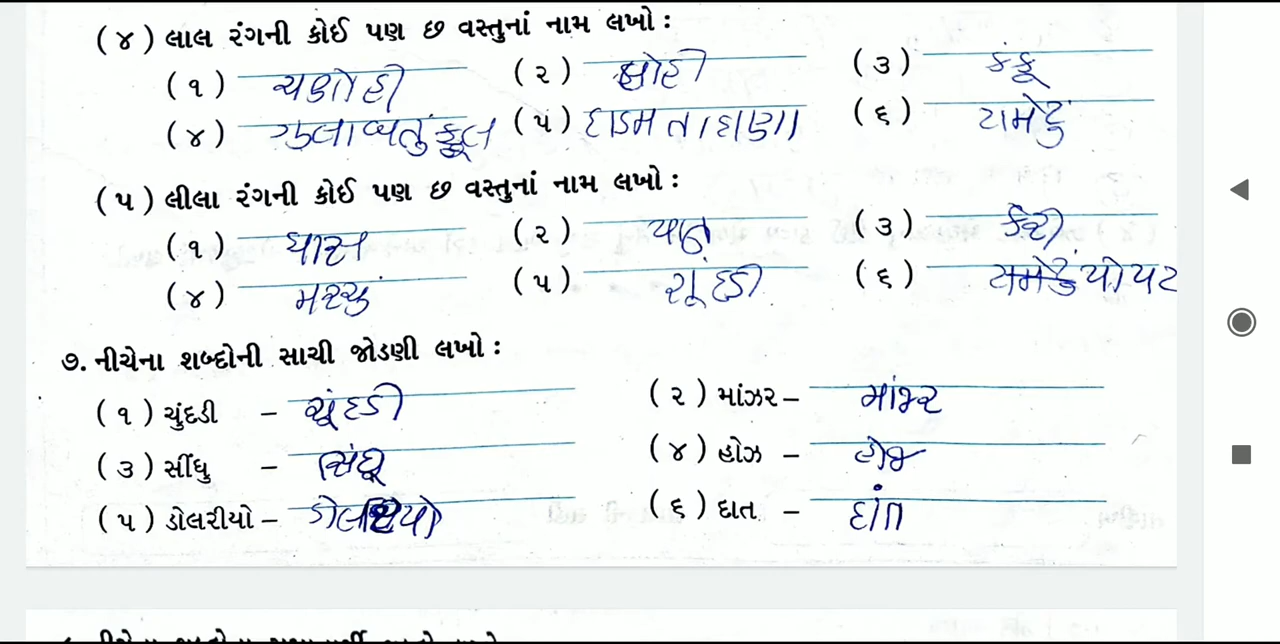 (૪) લાલ રંગની કોઈ પણ છ વસ્તુનાં નામ લખો :
(૧) ચણોઠી (૨) લોહી (૩) કંકૂ
(૪) ગુલાબનું ફૂલ (૫) દાડમના દાણા (૬) ટામેટું
(૫) લીલા રંગની કોઈ પણ છ વસ્તુનાં નામ લખો :
(૧) ઘાસ (૨) પાન (૩) કેરી
(૪) મરચું (૫) ચૂંદડી (૬) પોપટ
૭. નીચેના શબ્દોની સાચી જોડણી લખો :
(૧) ચુંદડી – ચૂંદડી (૨) માંઝર – માંજર
(૩) સીંધુ – સિંધૂ (૪) હોઝ – હોજ
(૫) ડોલરીયો – ડોલરિયો (૬) દાત – દાંત